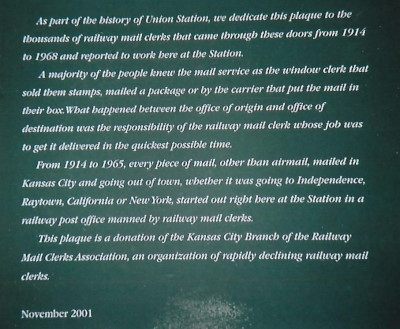 As part of the history of Union Station, we dedicate this plaque to the
thousands of railway mail clerks that came through these doors from 1914
to 1968 and reported to work here at the Station.
A majority of the people knew the mail service as the window clerk that
sold them stamps, mailed a package or by the carrier that put the mail in
their box. What happened between the office of origin and office of
destination was the responsibility of the railway mail clerk whose job was
to get it delivered in the quickest possible time.
From 1914 to 1965, every piece of mail, other than airmail, mailed in
Kansas City and going out of town, whether it was going to Independence,
Raytown, California or New York, started out right here at the Station in a
railway post office manned by railway mail clerks.
This plaque is a donation of the Kansas City Branch of the Railway
Mail Clerks Association, an organization of rapidly declining railway mail
clerks.
November 2001